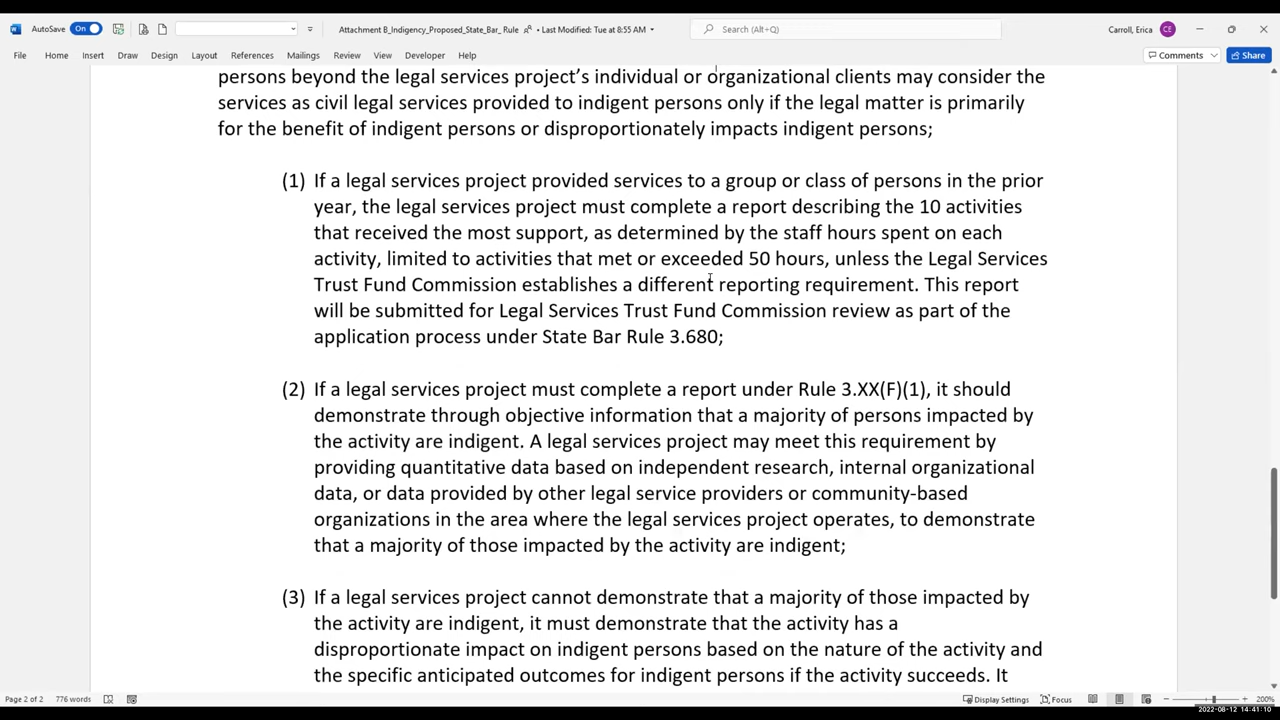 AutoSave On Attachment B_Indigency_Proposed_State_Bar_ Rule • Last Modified: Tue at 8:55 AM Search (Alt+Q) Carroll, Erica CE
File Home Insert Draw Design Layout References Mailings Review View Developer Help Comments Share
persons beyond the legal services project's individual or organizational clients may consider the
services as civil legal services provided to indigent persons only if the legal matter is primarily
for the benefit of indigent persons or disproportionately impacts indigent persons;
(1) If a legal services project provided services to a group or class of persons in the prior
year, the legal services project must complete a report describing the 10 activities
that received the most support, as determined by the staff hours spent on each
activity, limited to activities that met or exceeded 50 hours, unless the Legal Services
Trust Fund Commission establishes a different reporting requirement. This report
will be submitted for Legal Services Trust Fund Commission review as part of the
application process under State Bar Rule 3.680;
(2) If a legal services project must complete a report under Rule 3.XX(F)(1), it should
demonstrate through objective information that a majority of persons impacted by
the activity are indigent. A legal services project may meet this requirement by
providing quantitative data based on independent research, internal organizational
data, or data provided by other legal service providers or community-based
organizations in the area where the legal services project operates, to demonstrate
that a majority of those impacted by the activity are indigent;
(3) If a legal services project cannot demonstrate that a majority of those impacted by
the activity are indigent, it must demonstrate that the activity has a
disproportionate impact on indigent persons based on the nature of the activity and
the specific anticipated outcomes for indigent persons if the activity succeeds. It
Page 2 of 2 776 words Display Settings Focus 200%
2022-08-12 14:41:10